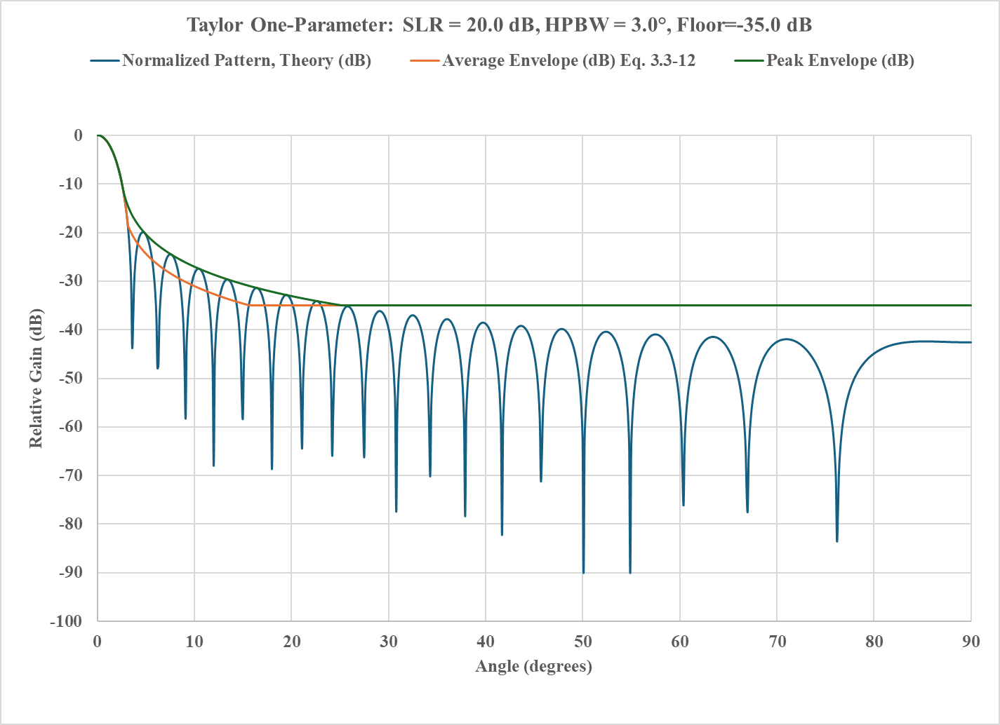 Taylor One-Parameter: SLR = 20.0 dB, HPBW = 3.0°, Floor=-35.0 dB
Normalized Pattern, Theory (dB) Average Envelope (dB) Eq. 3.3-12 Peak Envelope (dB)
0
-10
-20
-30
-40
-50
-60
-70
-80
-90
-100
Relative Gain (dB)
0 10 20 30 40 50 60 70 80 90
Angle (degrees)